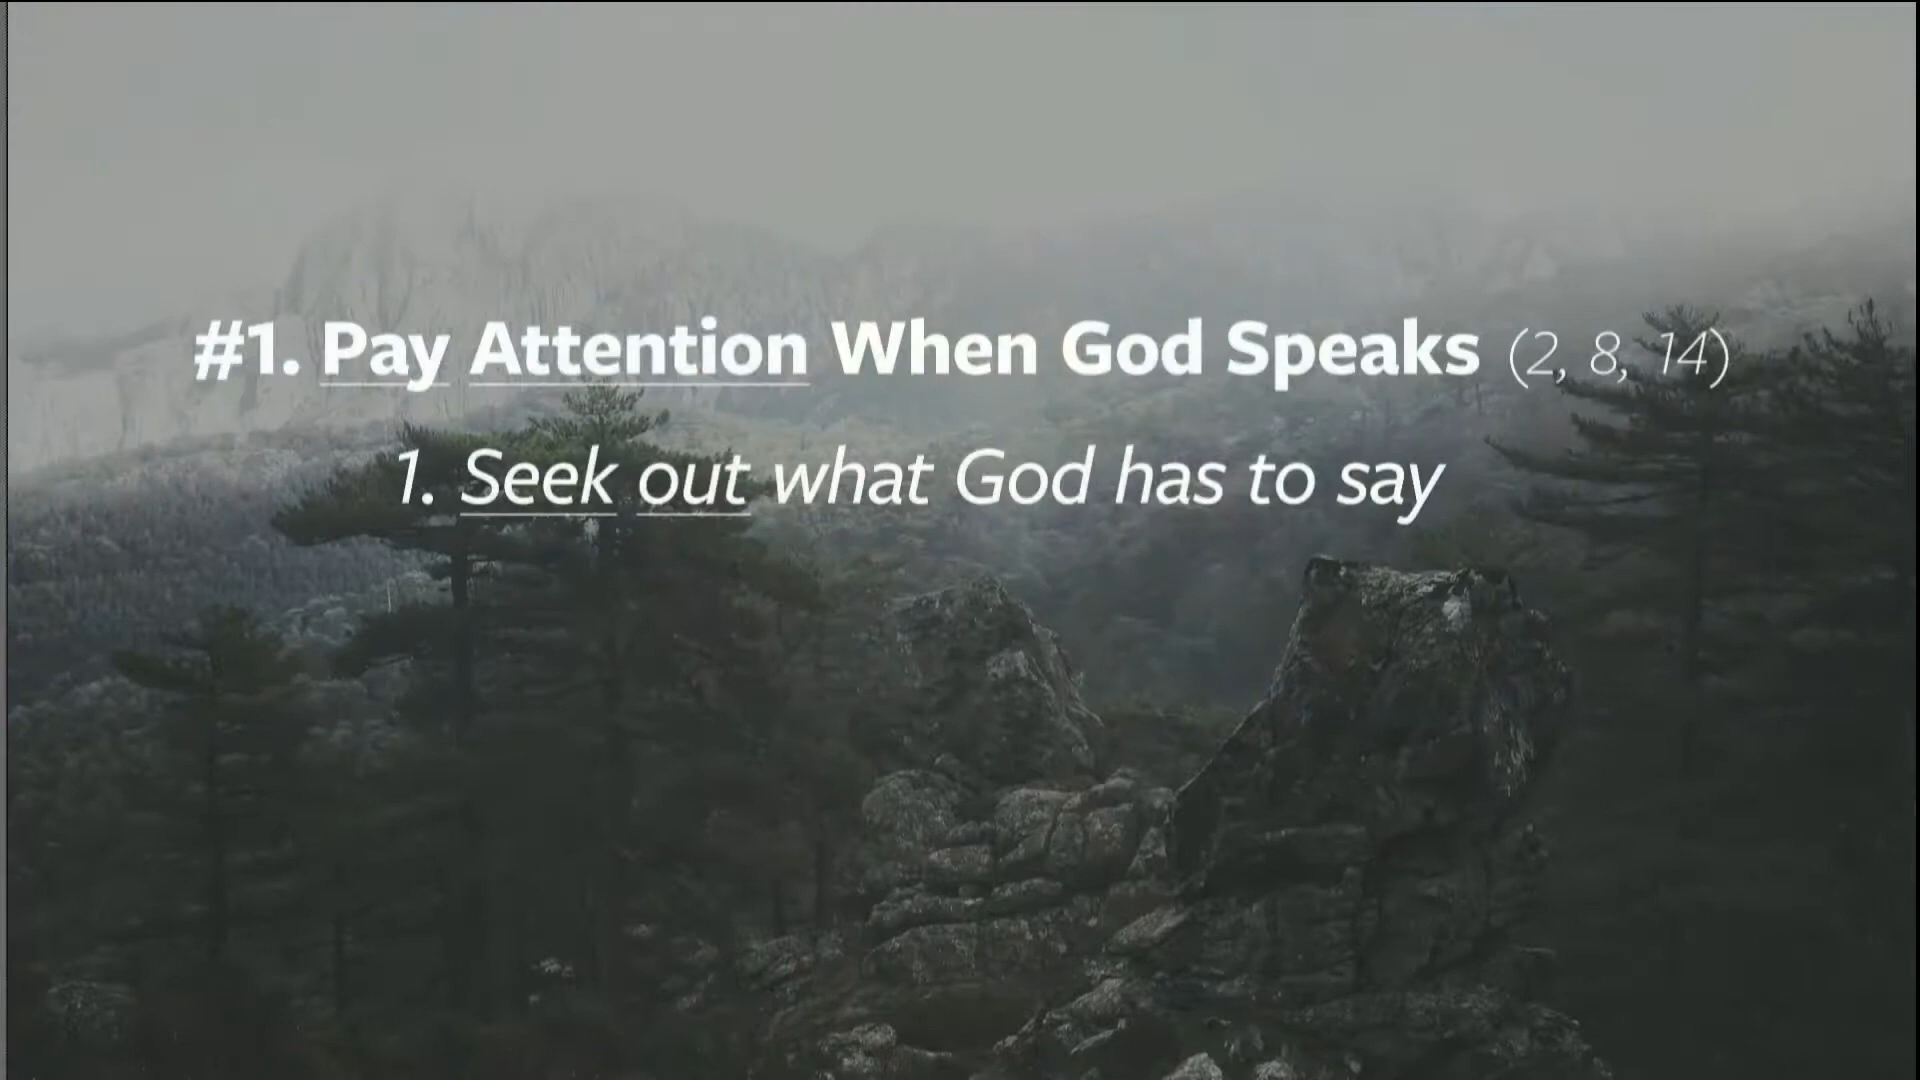 #1. Pay Attention When God Speaks (2, 8, 14)
1. Seek out what God has to say